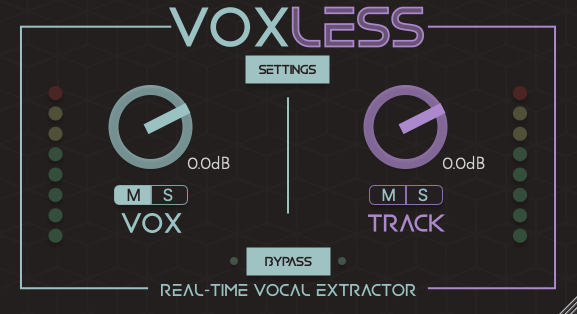 VOXLESS
SETTINGS
0.0dB
0.0dB
M S
M S
VOX
TRACK
BYPASS
REAL-TIME VOCAL EXTRACTOR